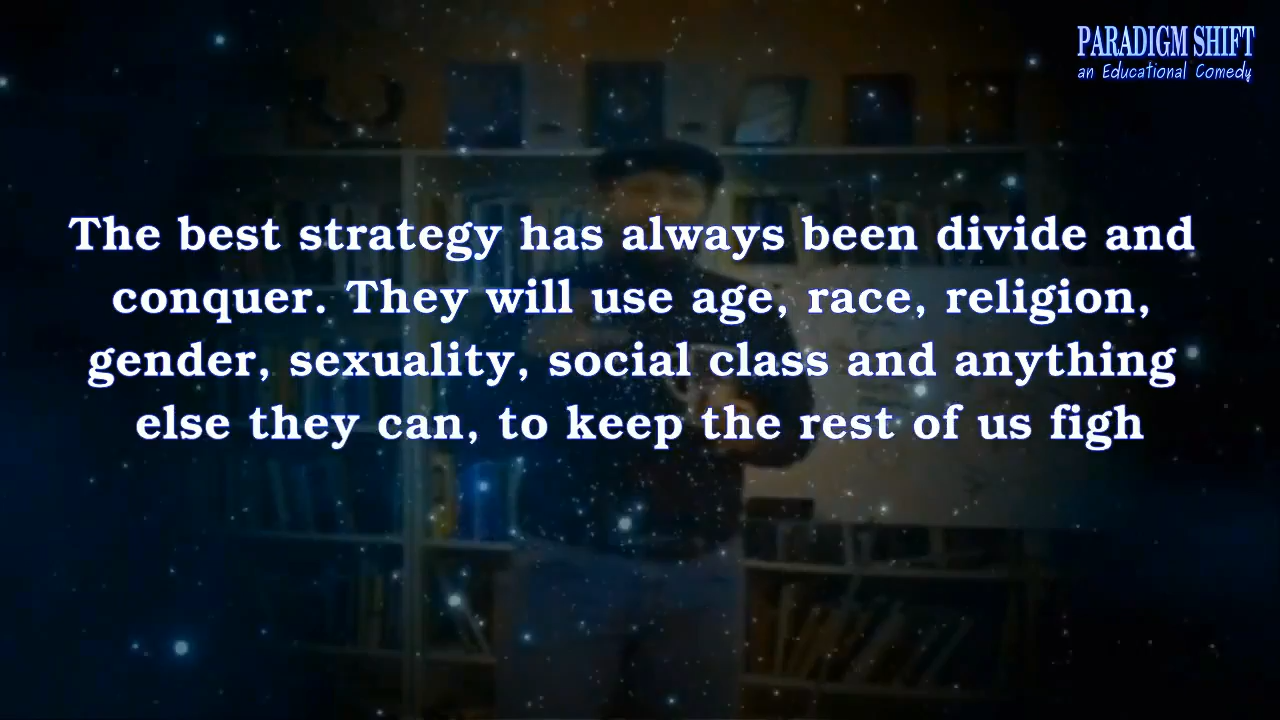 PARADIGM SHIFT
an Educational Comedy
The best strategy has always been divide and
conquer. They will use age, race, religion,
gender, sexuality, social class and anything
else they can, to keep the rest of us figh